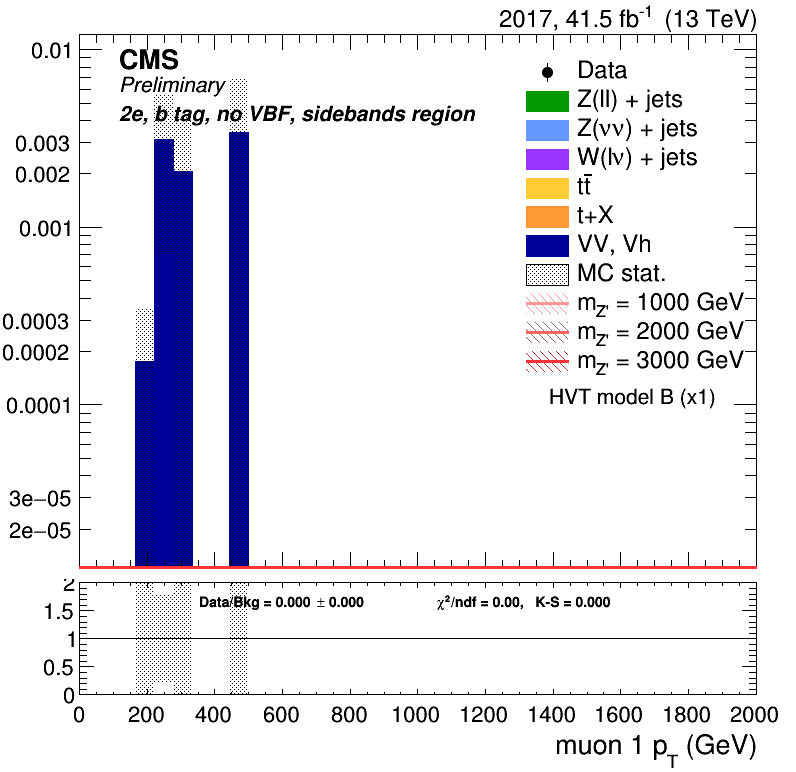 2017, 41.5 fb-1 (13 TeV)
CMS
Preliminary
2e, b tag, no VBF, sidebands region
Data
Z(ll) + jets
Z(νν) + jets
W(lν) + jets
tt̄
t+X
VV, Vh
MC stat.
mZ' = 1000 GeV
mZ' = 2000 GeV
mZ' = 3000 GeV
HVT model B (x1)
0.01
0.003
0.002
0.001
0.0003
0.0002
0.0001
3e−05
2e−05
Data/Bkg = 0.000 ± 0.000
χ²/ndf = 0.00, K-S = 0.000
2
1.5
1
0.5
0
0 200 400 600 800 1000 1200 1400 1600 1800 2000
muon 1 pT (GeV)